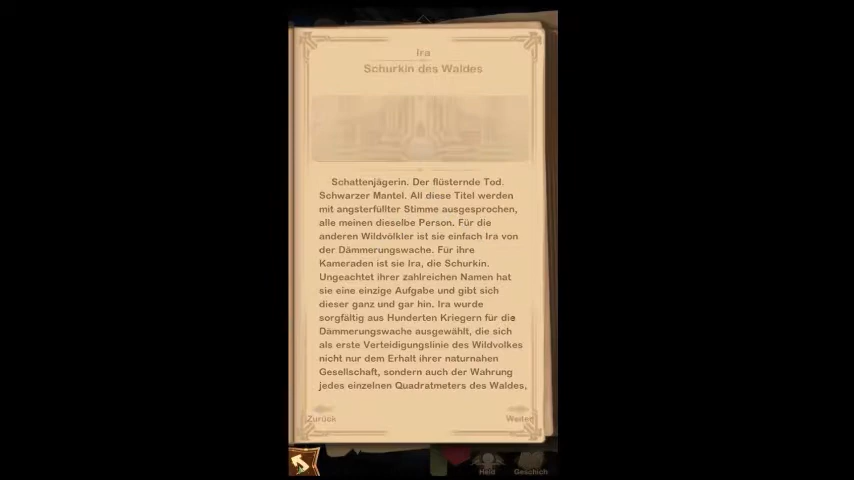 Ira
Schurkin des Waldes
Schattenjägerin. Der flüsternde Tod.
Schwarzer Mantel. All diese Titel werden
mit angsterfüllter Stimme ausgesprochen,
alle meinen dieselbe Person. Für die
anderen Wildvölkler ist sie einfach Ira von
der Dämmerungswache. Für ihre
Kameraden ist sie Ira, die Schurkin.
Ungeachtet ihrer zahlreichen Namen hat
sie eine einzige Aufgabe und gibt sich
dieser ganz und gar hin. Ira wurde
sorgfältig aus Hunderten Kriegern für die
Dämmerungswache ausgewählt, die sich
als erste Verteidigungslinie des Wildvolkes
nicht nur dem Erhalt ihrer naturnahen
Gesellschaft, sondern auch der Wahrung
jedes einzelnen Quadratmeters des Waldes,
Zurück Weiter
Held Geschich